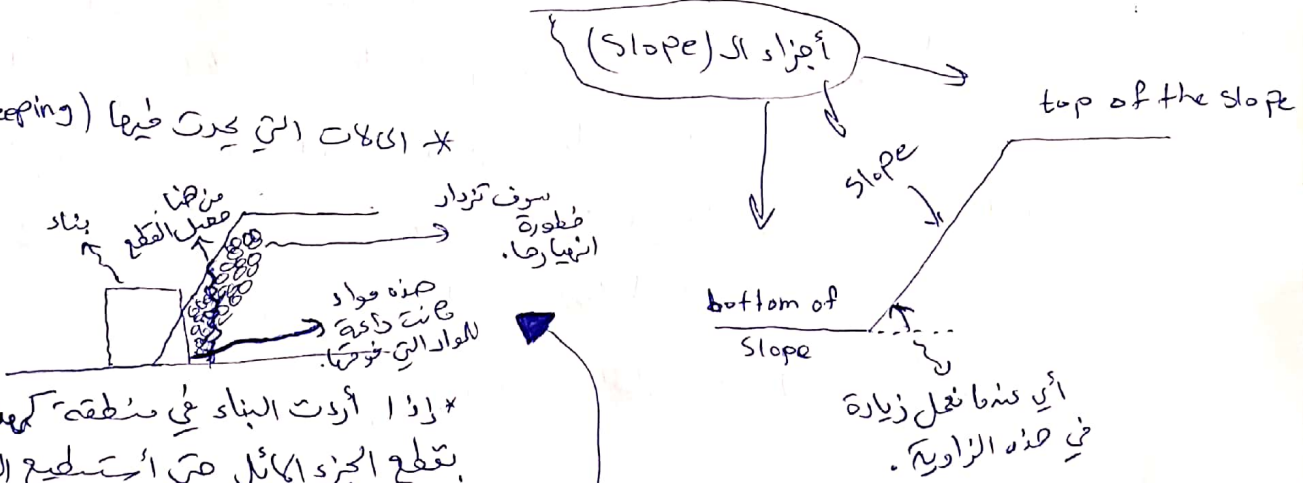 أجزاء الـ (Slope)
top of the slope
slope
bottom of
slope
أي عندما نعمل زيادة
في هذه الزاوية.
* الحالات التي يحدث فيها (eeping
بناء
من هنا
القطع
سوف تزداد
خطورة
انهيارها.
هذه مواد
كانت داعمة
للمواد التي فوقها.
* إذا أردت البناء في منطقة
بقطع الجزء المائل حتى أستطيع